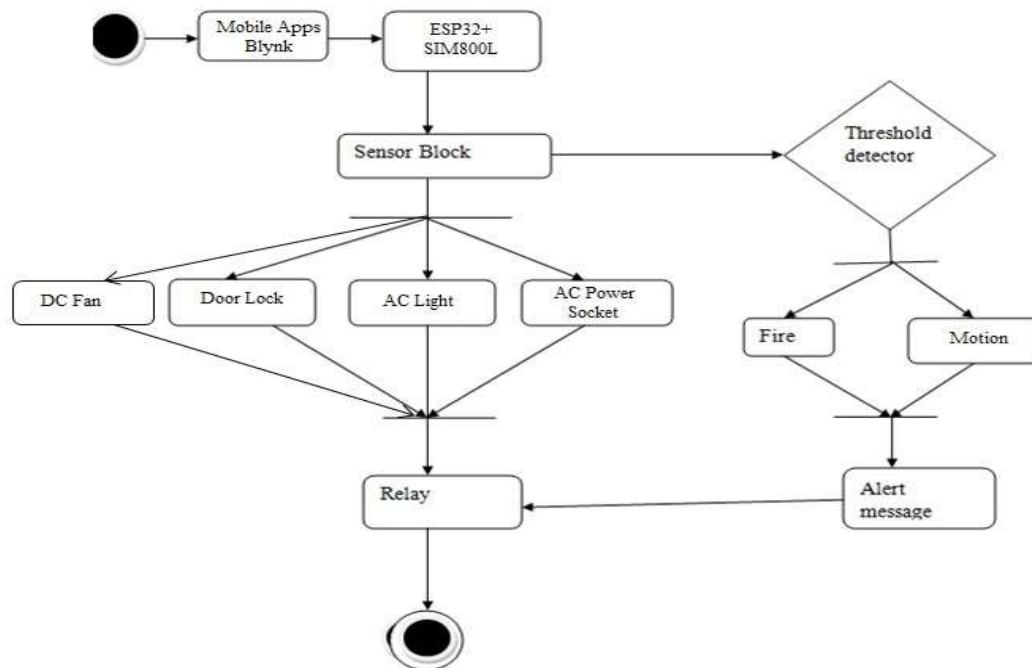 Mobile Apps
Blynk
ESP32+
SIM800L
Sensor Block
Threshold
detector
DC Fan
Door Lock
AC Light
AC Power
Socket
Fire
Motion
Relay
Alert
message